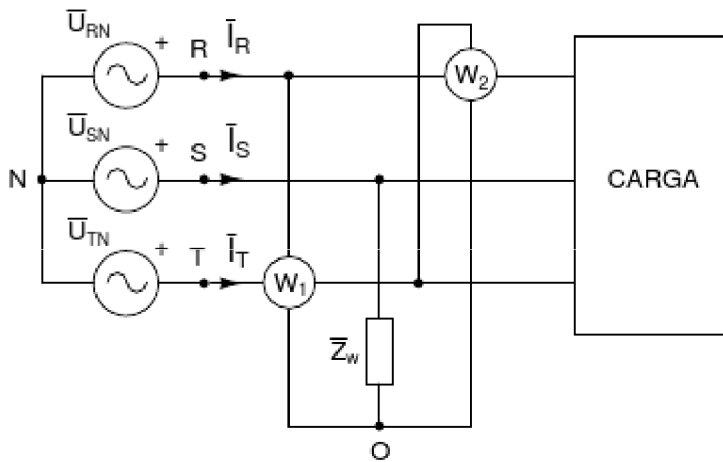 U̅RN
+ R I̅R
W2
U̅SN
+ S I̅S
N
CARGA
U̅TN
+ T I̅T
W1
Z̅w
O